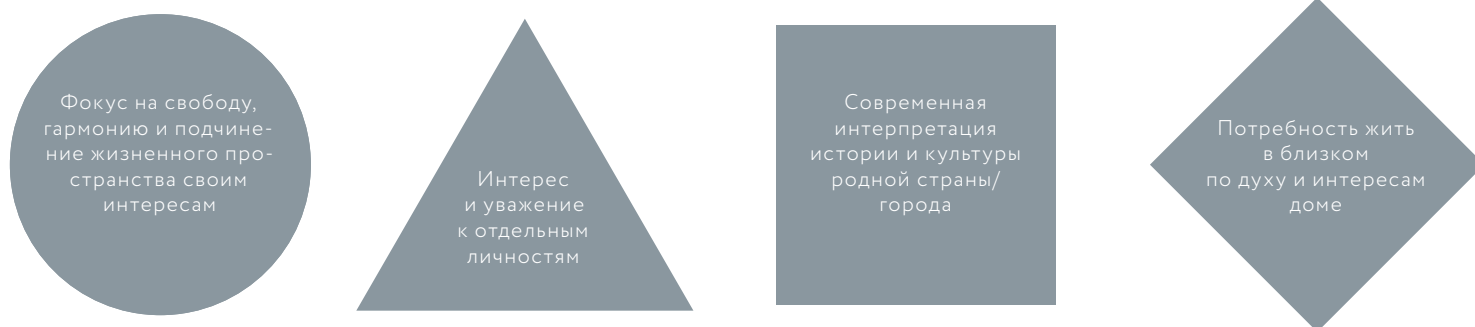 Фокус на свободу,
гармонию и подчине-
ние жизненного про-
странства своим
интересам
Интерес
и уважение
к отдельным
личностям
Современная
интерпретация
истории и культуры
родной страны/
города
Потребность жить
в близком
по духу и интересам
доме